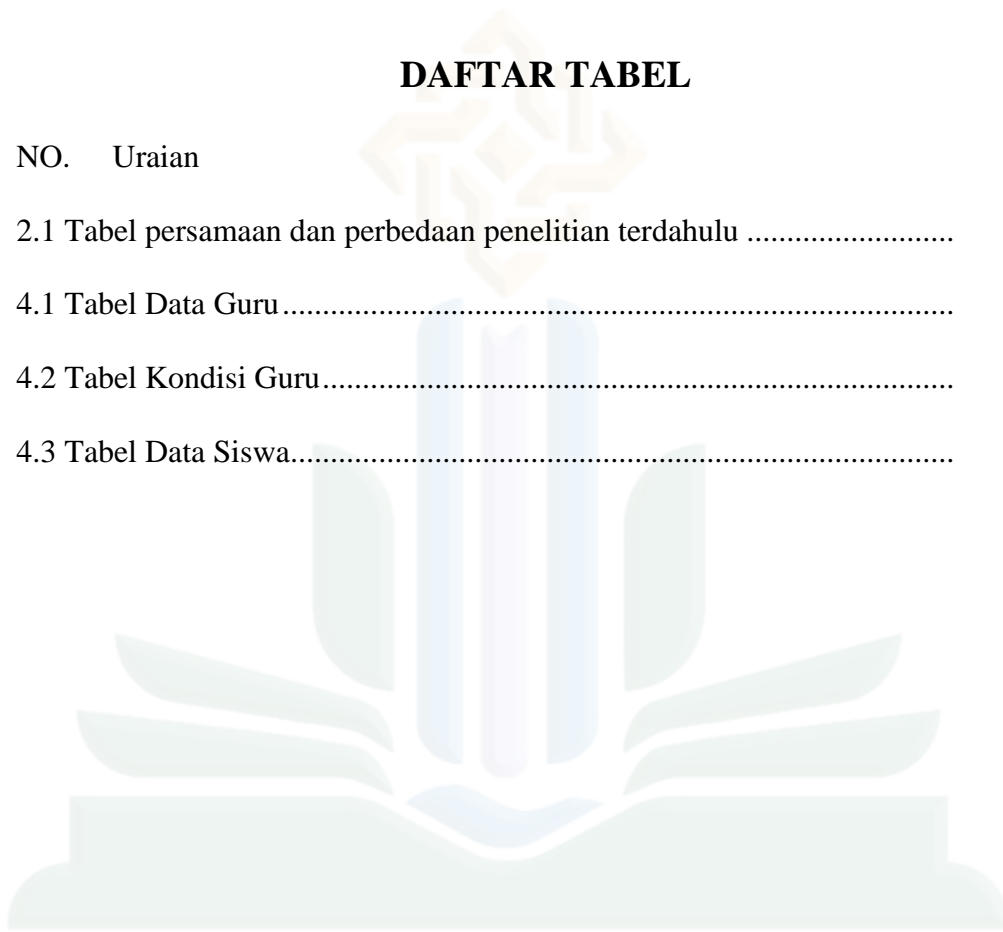 DAFTAR TABEL
NO. Uraian
2.1 Tabel persamaan dan perbedaan penelitian terdahulu ..........................
4.1 Tabel Data Guru....................................................................................
4.2 Tabel Kondisi Guru...............................................................................
4.3 Tabel Data Siswa...................................................................................